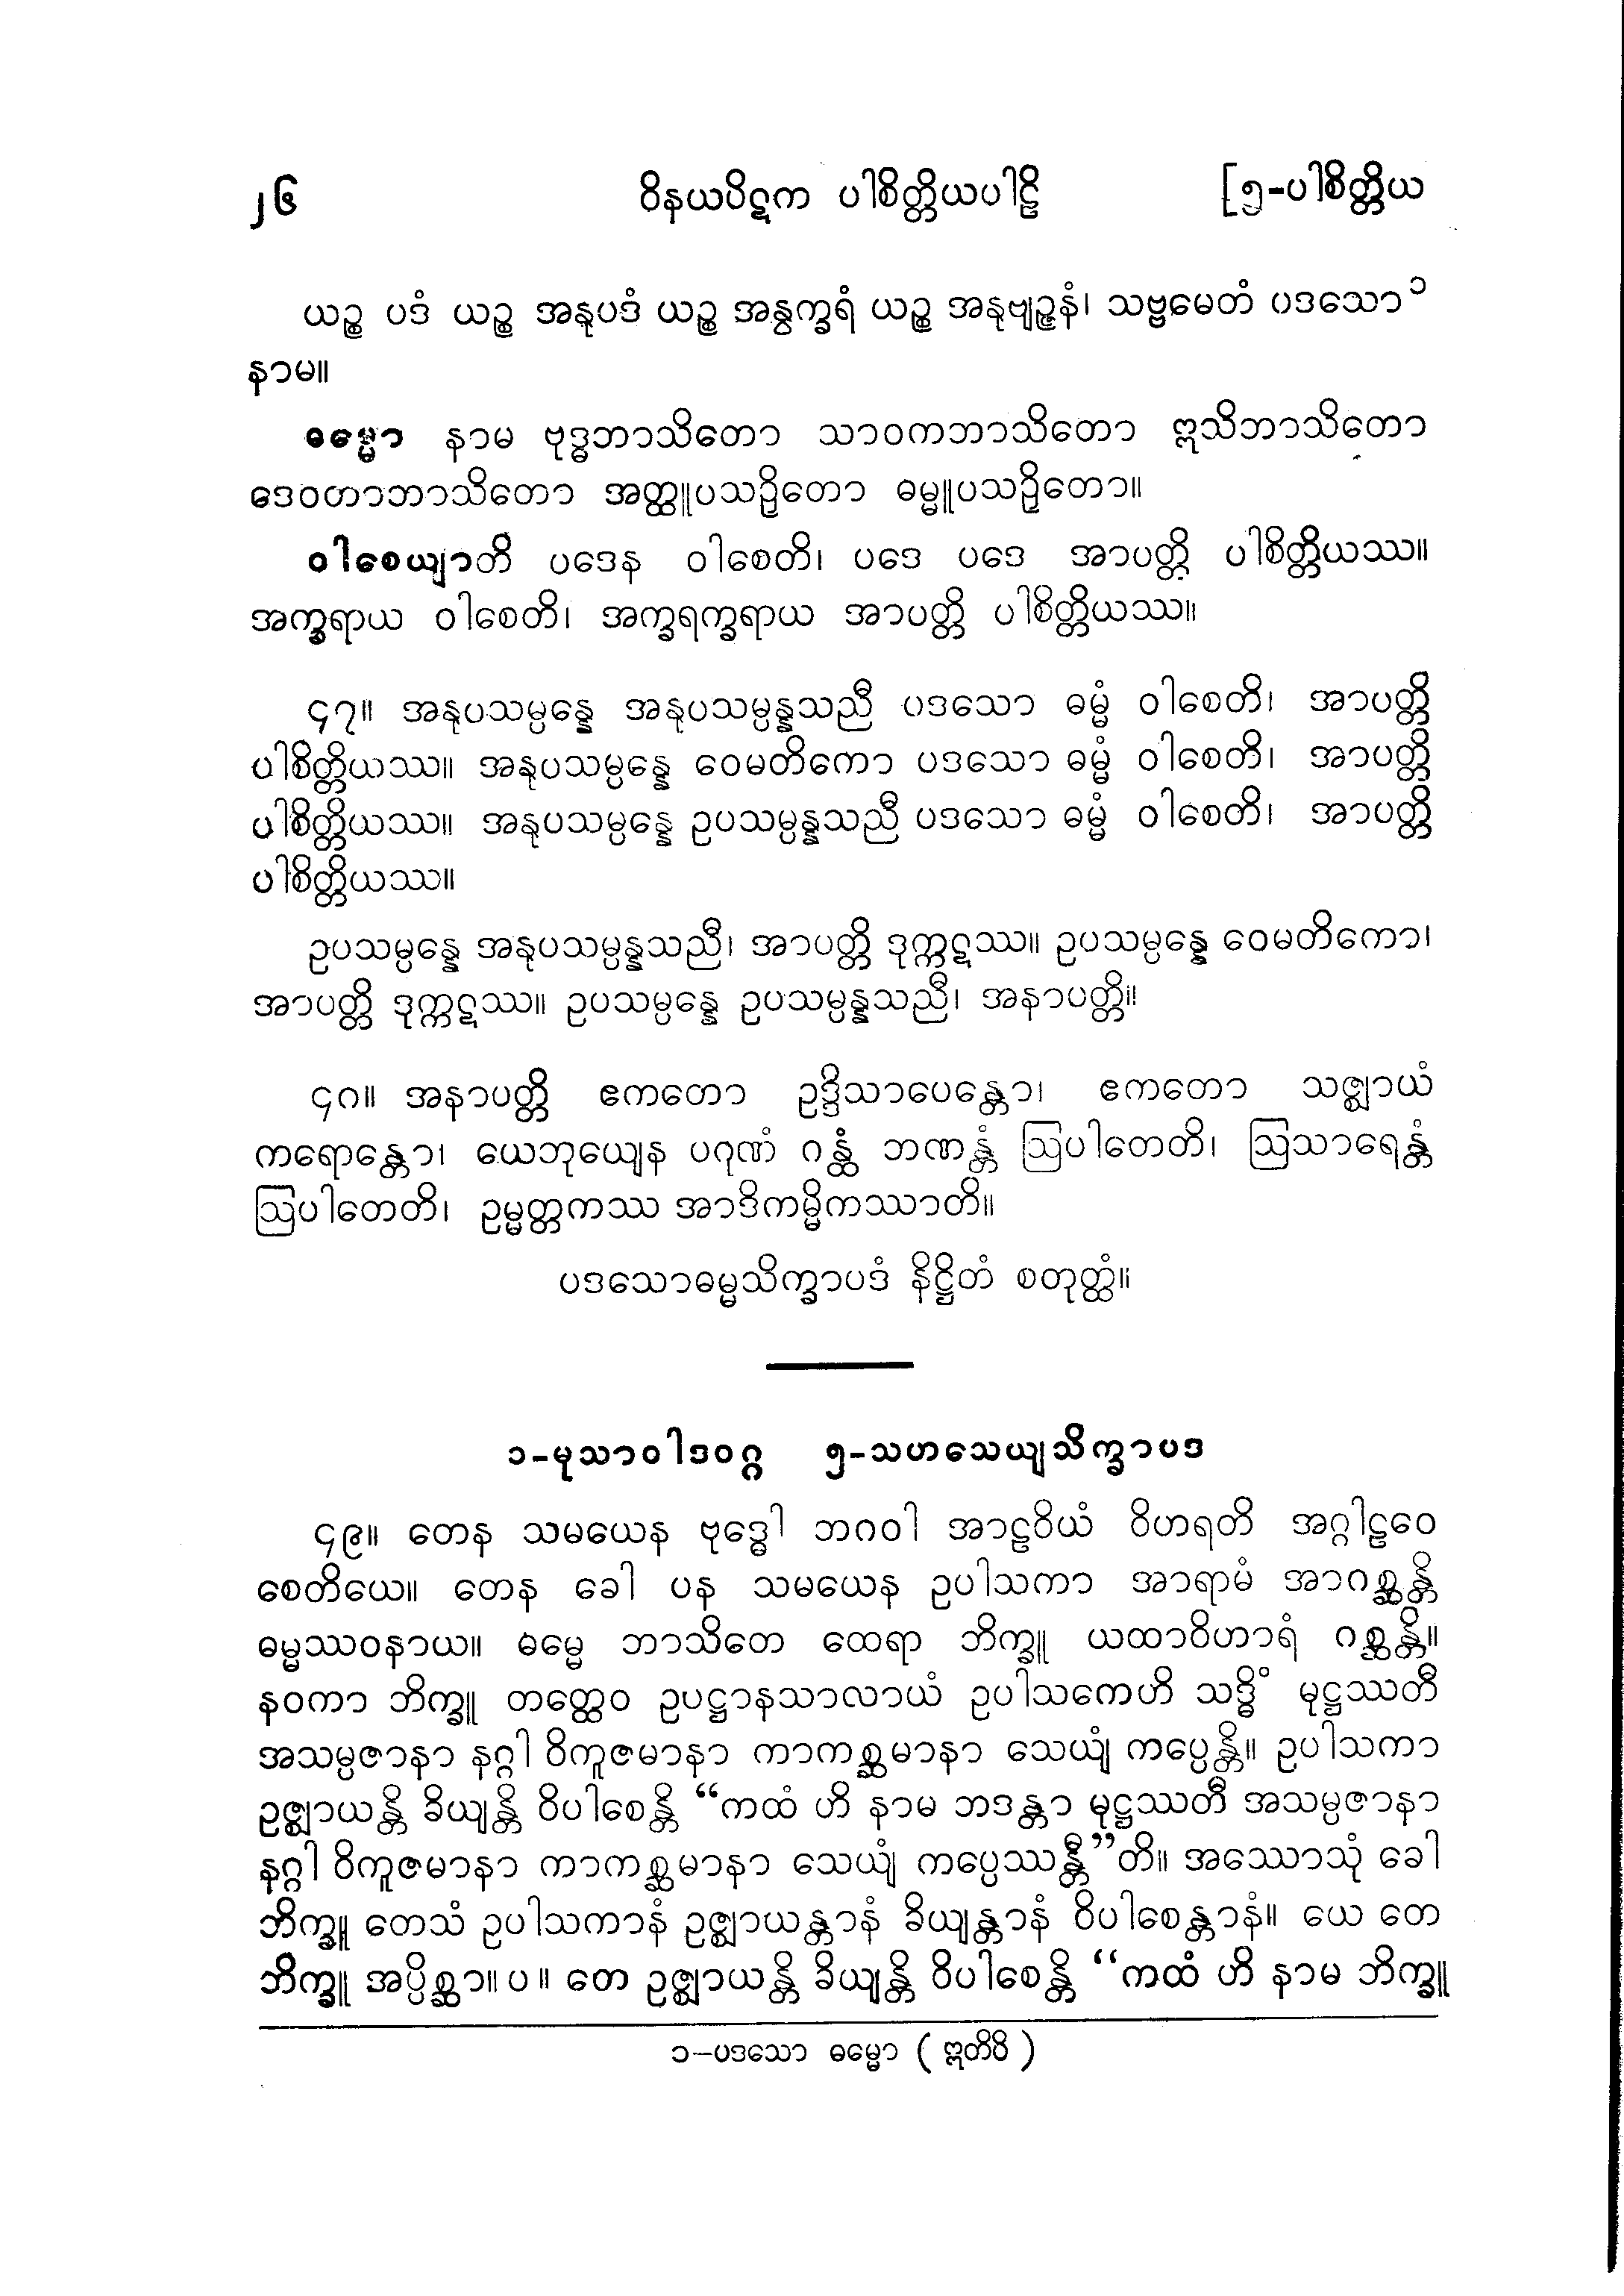 ၂၆ ဝိနယပိဋက ပါစိတ္တိယပါဠိ [၅-ပါစိတ္တိယ
ယဉ္စ ပဒံ ယဉ္စ အနုပဒံ ယဉ္စ အနွက္ခရံ ယဉ္စ အနုဗျဉ္ဇနံ၊ သဗ္ဗမေတံ ပဒသော ၁
နာမ။
ဓမ္မော နာမ ဗုဒ္ဓဘာသိတော သာဝကဘာသိတော ဣသိဘာသိတော
ဒေဝတာဘာသိတော အတ္ထူပသဉှိတော ဓမ္မူပသဉှိတော။
ဝါစေယျာတိ ပဒေန ဝါစေတိ၊ ပဒေ ပဒေ အာပတ္တိ ပါစိတ္တိယဿ။
အက္ခရာယ ဝါစေတိ၊ အက္ခရက္ခရာယ အာပတ္တိ ပါစိတ္တိယဿ။
၄၇။ အနုပသမ္ပန္နေ အနုပသမ္ပန္နသညီ ပဒသော ဓမ္မံ ဝါစေတိ၊ အာပတ္တိ
ပါစိတ္တိယဿ။ အနုပသမ္ပန္နေ ဝေမတိကော ပဒသော ဓမ္မံ ဝါစေတိ၊ အာပတ္တိ
ပါစိတ္တိယဿ။ အနုပသမ္ပန္နေ ဥပသမ္ပန္နသညီ ပဒသော ဓမ္မံ ဝါစေတိ၊ အာပတ္တိ
ပါစိတ္တိယဿ။
ဥပသမ္ပန္နေ အနုပသမ္ပန္နသညီ၊ အာပတ္တိ ဒုက္ကဋဿ။ ဥပသမ္ပန္နေ ဝေမတိကော၊
အာပတ္တိ ဒုက္ကဋဿ။ ဥပသမ္ပန္နေ ဥပသမ္ပန္နသညီ၊ အနာပတ္တိ။
၄၈။ အနာပတ္တိ ဧကတော ဥဒ္ဒိသာပေန္တော၊ ဧကတော သဇ္ဈာယံ
ကရောန္တော၊ ယေဘုယျေန ပဂုဏံ ဂန္ထံ ဘဏန္တံ ဩပါတေတိ၊ ဩသာရေန္တံ
ဩပါတေတိ၊ ဥမ္မတ္တကဿ အာဒိကမ္မိကဿာတိ။
ပဒသောဓမ္မသိက္ခာပဒံ နိဋ္ဌိတံ စတုတ္ထံ။
၁-မုသာဝါဒဝဂ္ဂ ၅-သဟသေယျသိက္ခာပဒ
၄၉။ တေန သမယေန ဗုဒ္ဓေါ ဘဂဝါ အာဠဝိယံ ဝိဟရတိ အဂ္ဂါဠဝေ
စေတိယေ။ တေန ခေါ ပန သမယေန ဥပါသကာ အာရာမံ အာဂစ္ဆန္တိ
ဓမ္မဿဝနာယ။ ဓမ္မေ ဘာသိတေ ထေရာ ဘိက္ခူ ယထာဝိဟာရံ ဂစ္ဆန္တိ။
နဝကာ ဘိက္ခူ တတ္ထေဝ ဥပဋ္ဌာနသာလာယံ ဥပါသကေဟိ သဒ္ဓိံ မုဋ္ဌဿတီ
အသမ္ပဇာနာ နဂ္ဂါ ဝိကူဇမာနာ ကာကစ္ဆမာနာ သေယျံ ကပ္ပေန္တိ။ ဥပါသကာ
ဥဇ္ဈာယန္တိ ခိယျန္တိ ဝိပါစေန္တိ “ကထံ ဟိ နာမ ဘဒန္တာ မုဋ္ဌဿတီ အသမ္ပဇာနာ
နဂ္ဂါ ဝိကူဇမာနာ ကာကစ္ဆမာနာ သေယျံ ကပ္ပေဿန္တီ”တိ။ အဿောသုံ ခေါ
ဘိက္ခူ တေသံ ဥပါသကာနံ ဥဇ္ဈာယန္တာနံ ခိယျန္တာနံ ဝိပါစေန္တာနံ။ ယေ တေ
ဘိက္ခူ အပ္ပိစ္ဆာ။ ပ ။ တေ ဥဇ္ဈာယန္တိ ခိယျန္တိ ဝိပါစေန္တိ “ကထံ ဟိ နာမ ဘိက္ခူ
၁–ပဒသော ဓမ္မော ( ဣတိပိ )